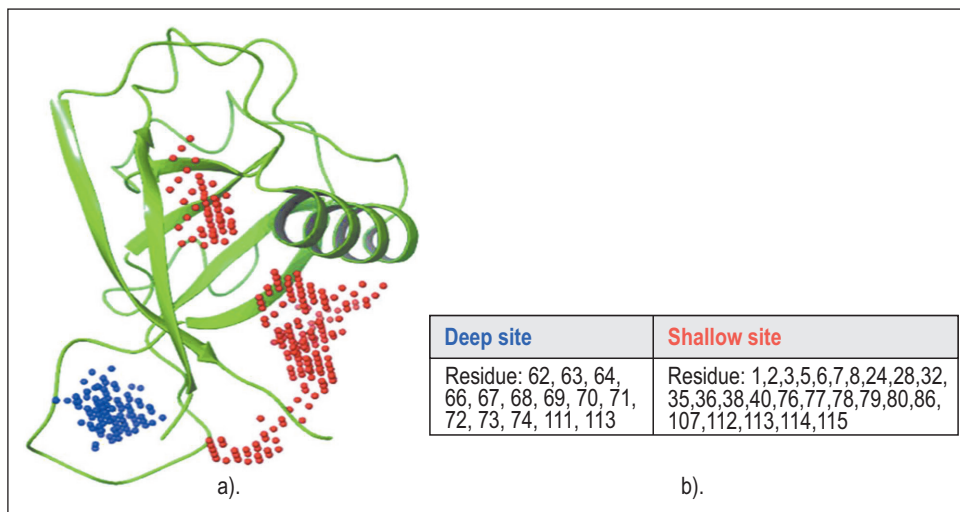 Deep site
Shallow site
Residue: 62, 63, 64,
66, 67, 68, 69, 70, 71,
72, 73, 74, 111, 113
Residue: 1,2,3,5,6,7,8,24,28,32,
35,36,38,40,76,77,78,79,80,86,
107,112,113,114,115
a).
b).